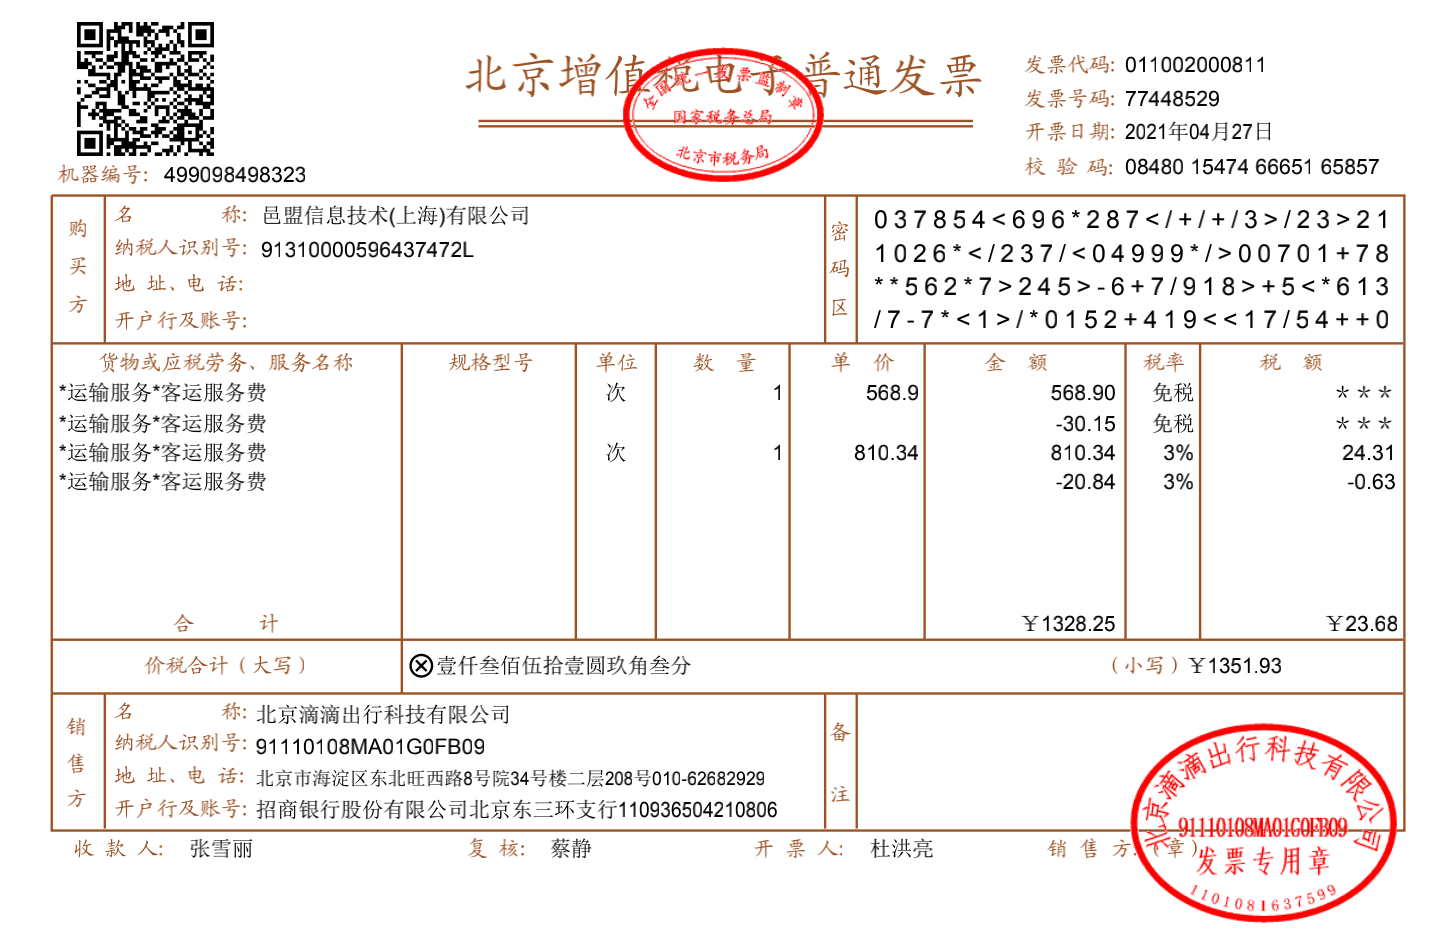 北京增值税电子普通发票
全国统一发票监制章
国家税务总局
北京市税务局
发票代码: 011002000811
发票号码: 77448529
开票日期: 2021年04月27日
校 验 码: 08480 15474 66651 65857
机器编号: 499098498323
购买方
名 称: 邑盟信息技术(上海)有限公司
纳税人识别号: 91310000596437472L
地 址、电 话:
开户行及账号:
密码区
037854<696*287</+/+/3>/23>21
1026*</237/<04999*/>00701+78
**562*7>245>-6+7/918>+5<*613
/7-7*<1>/*0152+419<<17/54++0
货物或应税劳务、服务名称 规格型号 单位 数 量 单 价 金 额 税率 税 额
*运输服务*客运服务费 次 1 568.9 568.90 免税 ***
*运输服务*客运服务费 -30.15 免税 ***
*运输服务*客运服务费 次 1 810.34 810.34 3% 24.31
*运输服务*客运服务费 -20.84 3% -0.63
合 计 ￥1328.25 ￥23.68
价税合计（大写） ⓧ壹仟叁佰伍拾壹圆玖角叁分 （小写）￥1351.93
销售方
名 称: 北京滴滴出行科技有限公司
纳税人识别号: 91110108MA01G0FB09
地 址、电 话: 北京市海淀区东北旺西路8号院34号楼二层208号010-62682929
开户行及账号: 招商银行股份有限公司北京东三环支行110936504210806
备注
收 款 人: 张雪丽 复 核: 蔡静 开 票 人: 杜洪亮 销 售 方:（章）
北京滴滴出行科技有限公司
91110108MA01G0FB09
发票专用章
1101081637599